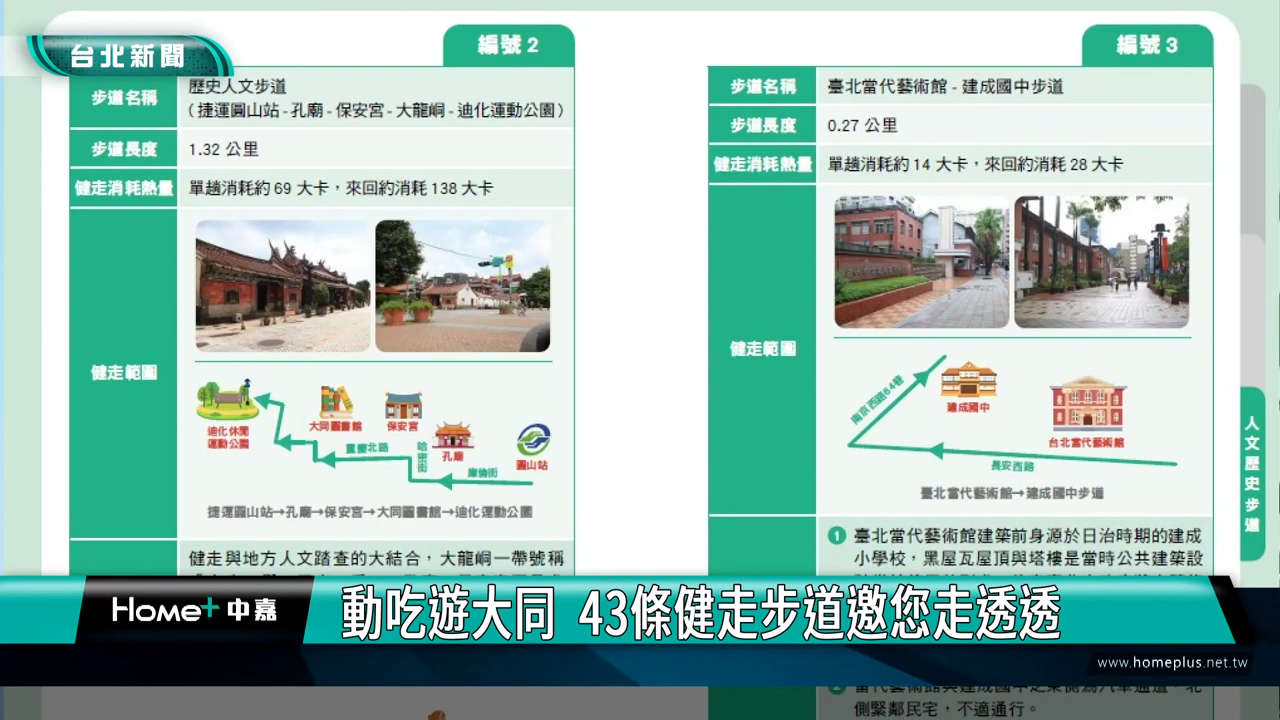 台北新聞
編號 2
步道名稱
歷史人文步道
（捷運圓山站 - 孔廟 - 保安宮 - 大龍峒 - 迪化運動公園）
步道長度
1.32 公里
健走消耗熱量
單趟消耗約 69 大卡，來回約消耗 138 大卡
健走範圍
迪化休閒
運動公園
大同圖書館
保安宮
孔廟
圓山站
重慶北路
哈密街
庫倫街
捷運圓山站→孔廟→保安宮→大同圖書館→迪化運動公園
健走與地方人文踏查的大結合，大龍峒一帶號稱
編號 3
步道名稱
臺北當代藝術館 - 建成國中步道
步道長度
0.27 公里
健走消耗熱量
單趟消耗約 14 大卡，來回約消耗 28 大卡
健走範圍
南京西路64巷
建成國中
台北當代藝術館
長安西路
臺北當代藝術館→建成國中步道
1 臺北當代藝術館建築前身源於日治時期的建成
小學校，黑屋瓦屋頂與塔樓是當時公共建築設
側緊鄰民宅，不適通行。
人文歷史步道
Home+ 中嘉
動吃遊大同 43條健走步道邀您走透透
www.homeplus.net.tw